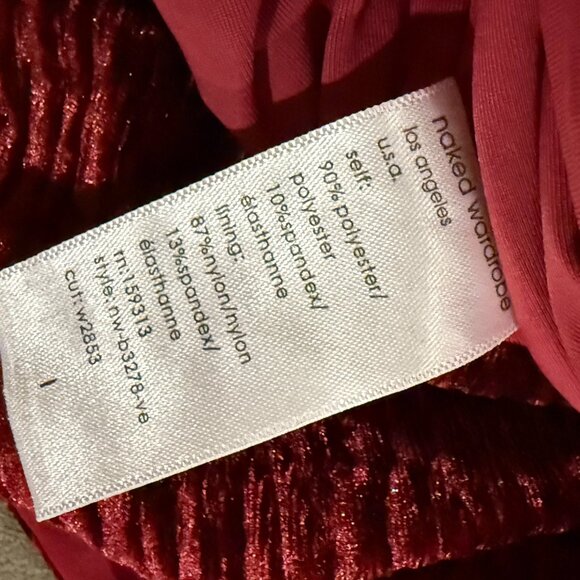 naked wardrobe
los angeles
u.s.a.
self:
90% polyester/
polyester
10%spandex/
élasthanne
lining:
87%nylon/nylon
13%spandex/
élasthanne
rn:159313
style:nw-b3278-ve
cut:w2853